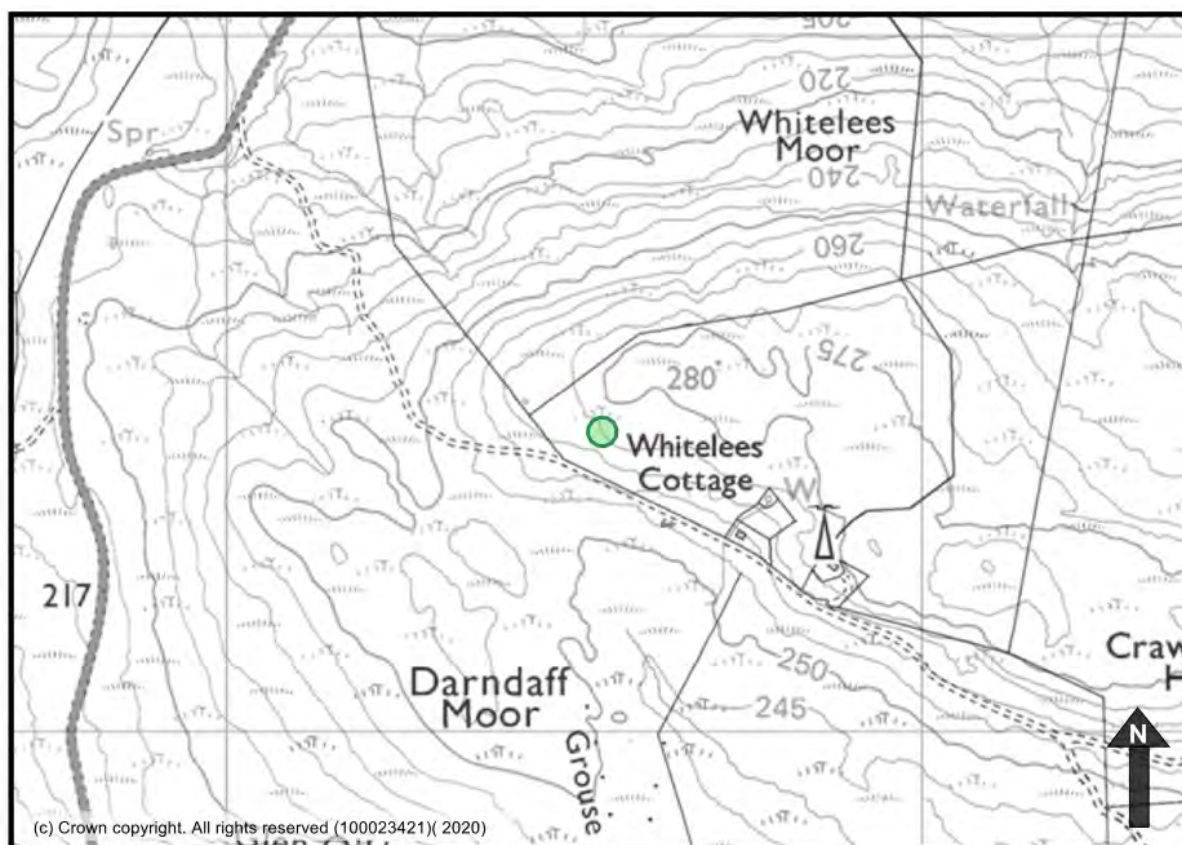 205
220
Whitelees
Moor
Spr
240
Waterfall
260
275
280
Whitelees
Cottage
W
217
Craw
H
250
Darndaff
Moor
245
N
Grouse
(c) Crown copyright. All rights reserved (100023421)( 2020)